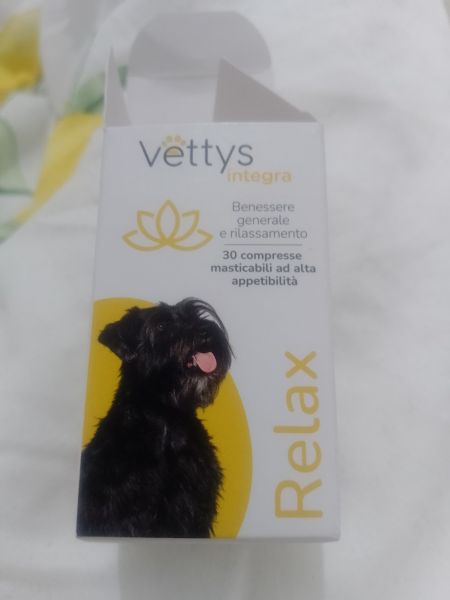 vettys
integra
Benessere
generale
e rilassamento
30 compresse
masticabili ad alta
appetibilità
Relax